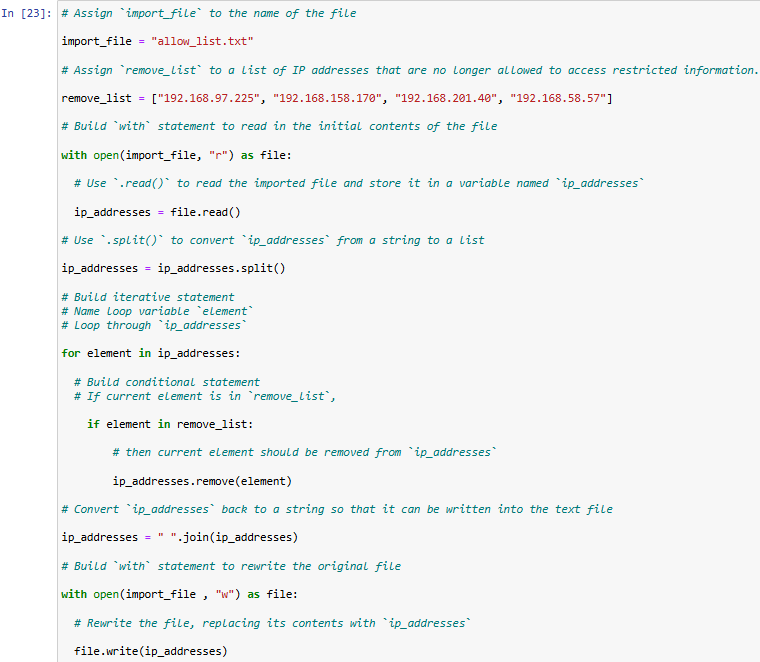 In [23]: # Assign `import_file` to the name of the file
import_file = "allow_list.txt"
# Assign `remove_list` to a list of IP addresses that are no longer allowed to access restricted information.
remove_list = ["192.168.97.225", "192.168.158.170", "192.168.201.40", "192.168.58.57"]
# Build `with` statement to read in the initial contents of the file
with open(import_file, "r") as file:
# Use `.read()` to read the imported file and store it in a variable named `ip_addresses`
ip_addresses = file.read()
# Use `.split()` to convert `ip_addresses` from a string to a list
ip_addresses = ip_addresses.split()
# Build iterative statement
# Name loop variable `element`
# Loop through `ip_addresses`
for element in ip_addresses:
# Build conditional statement
# If current element is in `remove_list`,
if element in remove_list:
# then current element should be removed from `ip_addresses`
ip_addresses.remove(element)
# Convert `ip_addresses` back to a string so that it can be written into the text file
ip_addresses = " ".join(ip_addresses)
# Build `with` statement to rewrite the original file
with open(import_file , "w") as file:
# Rewrite the file, replacing its contents with `ip_addresses`
file.write(ip_addresses)